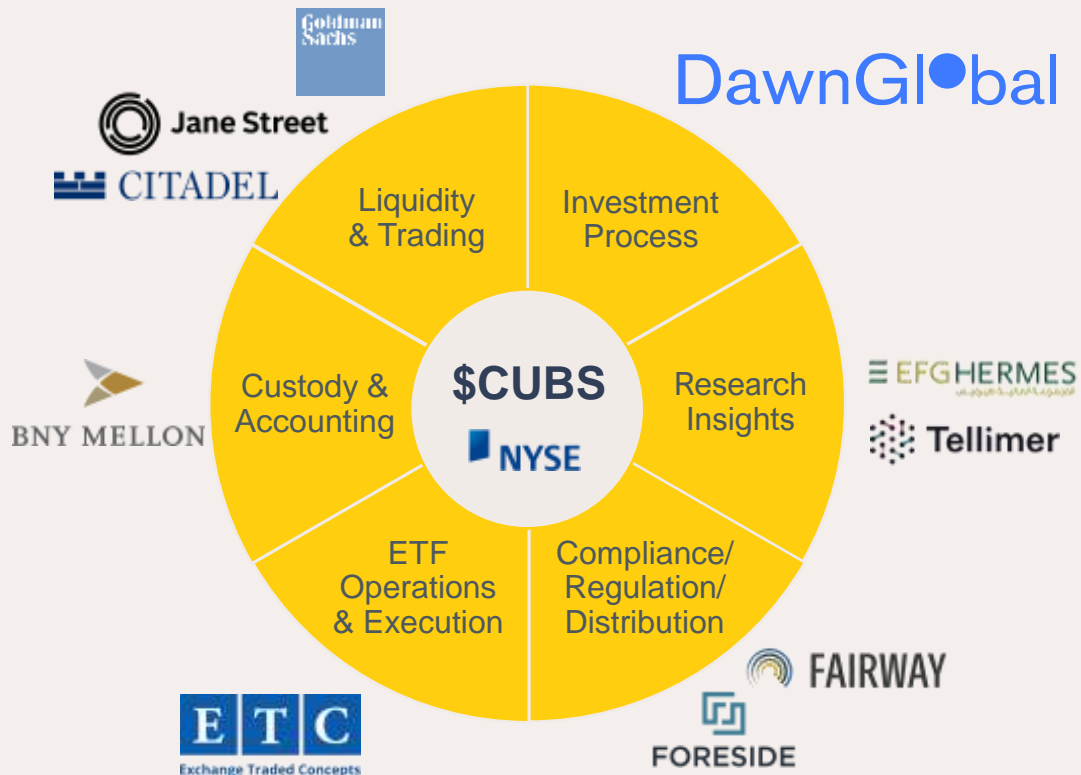 Goldman
Sachs
DawnGlobal
Jane Street
CITADEL
Liquidity
& Trading
Investment
Process
BNY MELLON
Custody &
Accounting
$CUBS
NYSE
Research
Insights
EFGHERMES
Tellimer
ETF
Operations
& Execution
Compliance/
Regulation/
Distribution
ETC
Exchange Traded Concepts
FAIRWAY
FORESIDE